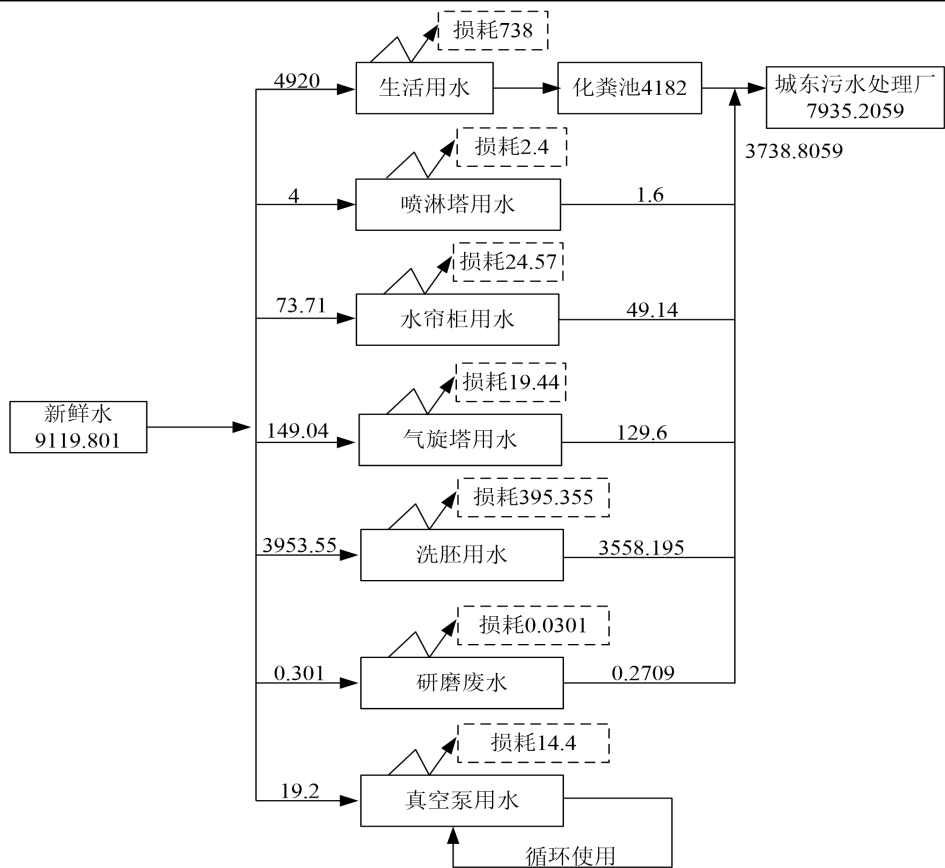 损耗738
4920
生活用水
化粪池4182
城东污水处理厂
7935.2059
3738.8059
损耗2.4
4
喷淋塔用水
1.6
损耗24.57
73.71
水帘柜用水
49.14
新鲜水
9119.801
损耗19.44
149.04
气旋塔用水
129.6
损耗395.355
3953.55
洗胚用水
3558.195
损耗0.0301
0.301
研磨废水
0.2709
损耗14.4
19.2
真空泵用水
循环使用